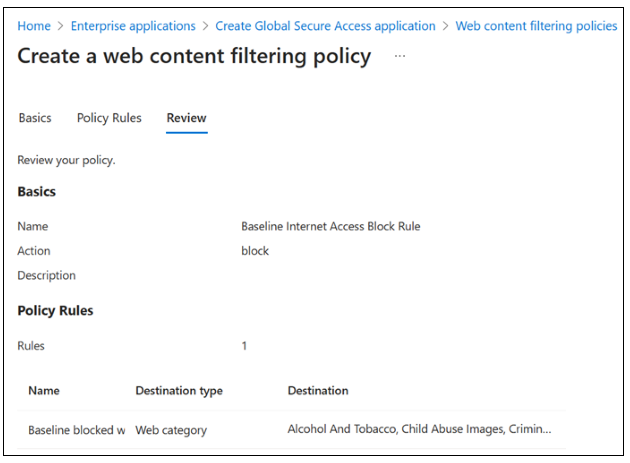 Home > Enterprise applications > Create Global Secure Access application > Web content filtering policies
Create a web content filtering policy ...
Basics Policy Rules Review
Review your policy.
Basics
Name Baseline Internet Access Block Rule
Action block
Description
Policy Rules
Rules 1
Name Destination type Destination
Baseline blocked w Web category Alcohol And Tobacco, Child Abuse Images, Crimin...